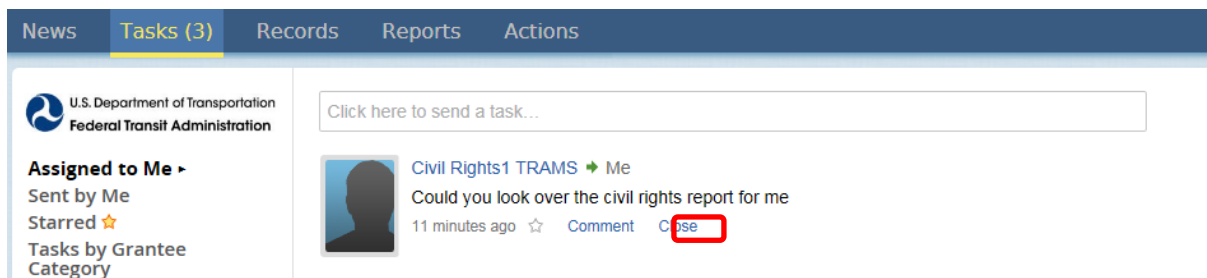 News Tasks (3) Records Reports Actions
U.S. Department of Transportation
Federal Transit Administration
Click here to send a task...
Assigned to Me
Sent by Me
Starred
Tasks by Grantee
Category
Civil Rights1 TRAMS Me
Could you look over the civil rights report for me
11 minutes ago Comment Close